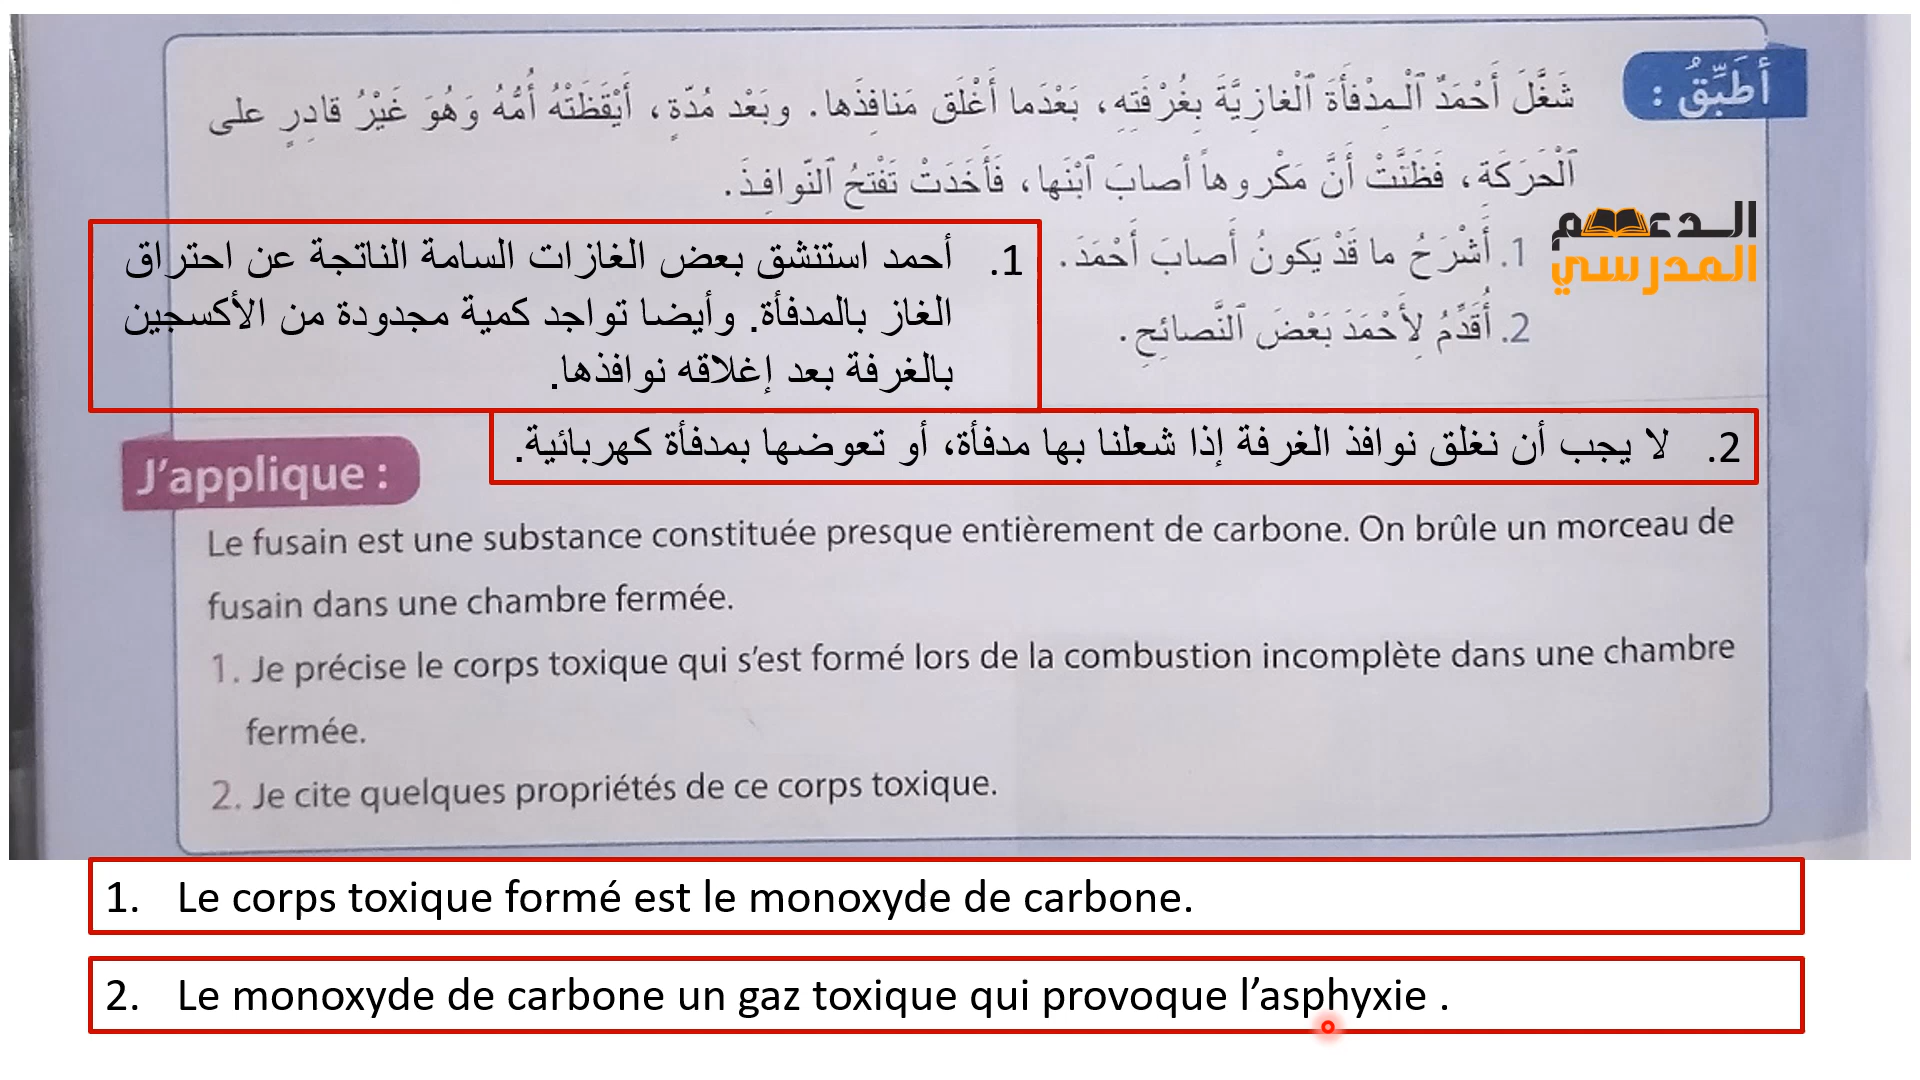 أُطَبِّقُ :
شَغَّلَ أَحْمَدٌ ٱلْـمِدْفَأَةَ ٱلْغازِيَّةَ بِغُرْفَتِهِ، بَعْدَما أَغْلَق مَنافِذَها. وبَعْد مُدّةٍ، أَيْقَظَتْهُ أُمُّهُ وَهُوَ غَيْرُ قادِرٍ على
ٱلْحَرَكَة، فَظَنَّتْ أَنَّ مَكْروهاً أصابَ ٱبْنَها، فَأَخَدَتْ تَفْتحُ ٱلنّوافِـذَ.
الـدعـم
المدرسي
1. أَشْرَحُ ما قَدْ يَكونُ أَصابَ أَحْمَدَ.
2. أُقَدِّمُ لِأَحْمَدَ بَعْضَ ٱلنَّصائِحِ.
1. أحمد استنشق بعض الغازات السامة الناتجة عن احتراق
الغاز بالمدفأة. وأيضا تواجد كمية مجدودة من الأكسجين
بالغرفة بعد إغلاقه نوافذها.
2. لا يجب أن نغلق نوافذ الغرفة إذا شعلنا بها مدفأة، أو تعوضها بمدفأة كهربائية.
J'applique :
Le fusain est une substance constituée presque entièrement de carbone. On brûle un morceau de
fusain dans une chambre fermée.
1. Je précise le corps toxique qui s'est formé lors de la combustion incomplète dans une chambre
fermée.
2. Je cite quelques propriétés de ce corps toxique.
1. Le corps toxique formé est le monoxyde de carbone.
2. Le monoxyde de carbone un gaz toxique qui provoque l'asphyxie .